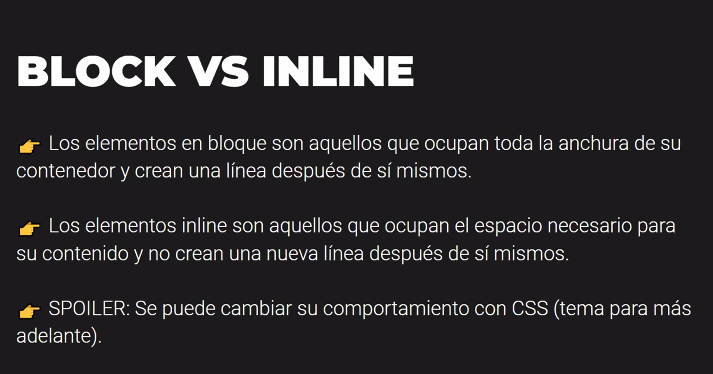 BLOCK VS INLINE
👉 Los elementos en bloque son aquellos que ocupan toda la anchura de su
contenedor y crean una línea después de sí mismos.
👉 Los elementos inline son aquellos que ocupan el espacio necesario para
su contenido y no crean una nueva línea después de sí mismos.
👉 SPOILER: Se puede cambiar su comportamiento con CSS (tema para más
adelante).